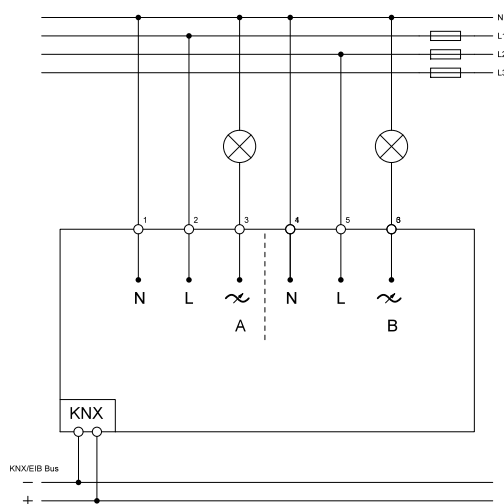 N
L1
L2
L3
1 2 3 4 5 6
N L N L
A B
KNX
KNX/EIB Bus
−
+